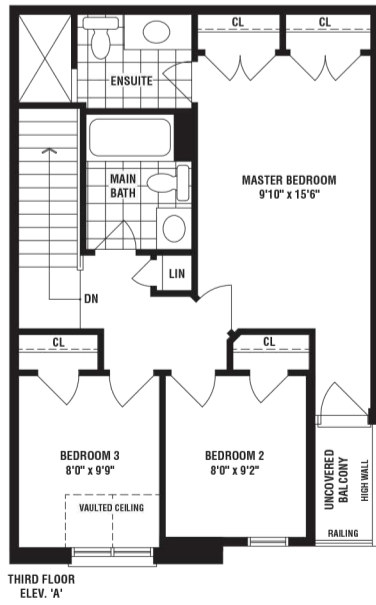 CL
CL
ENSUITE
MASTER BEDROOM
9'10" x 15'6"
MAIN
BATH
LIN
DN
CL
CL
BEDROOM 3
8'0" x 9'9"
BEDROOM 2
8'0" x 9'2"
VAULTED CEILING
UNCOVERED
BALCONY
HIGH WALL
RAILING
THIRD FLOOR
ELEV. 'A'